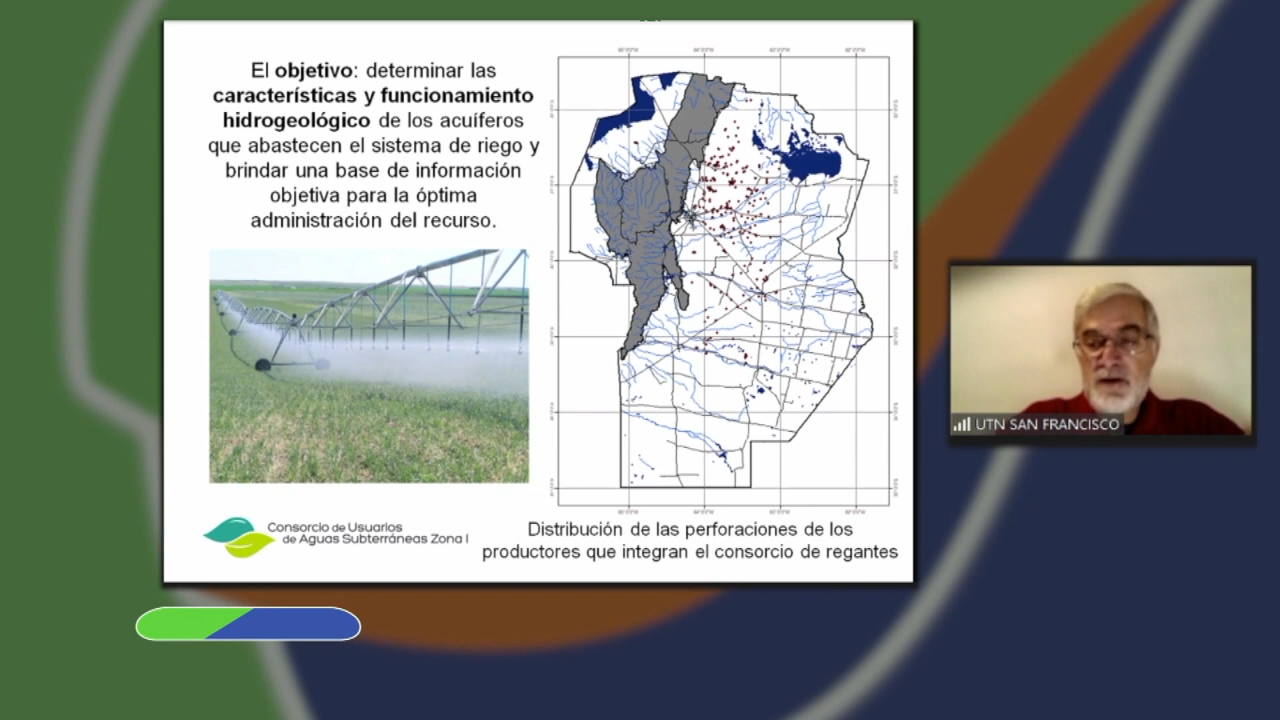 El objetivo: determinar las
características y funcionamiento
hidrogeológico de los acuíferos
que abastecen el sistema de riego y
brindar una base de información
objetiva para la óptima
administración del recurso.
Consorcio de Usuarios
de Aguas Subterráneas Zona I
Distribución de las perforaciones de los
productores que integran el consorcio de regantes
UTN SAN FRANCISCO